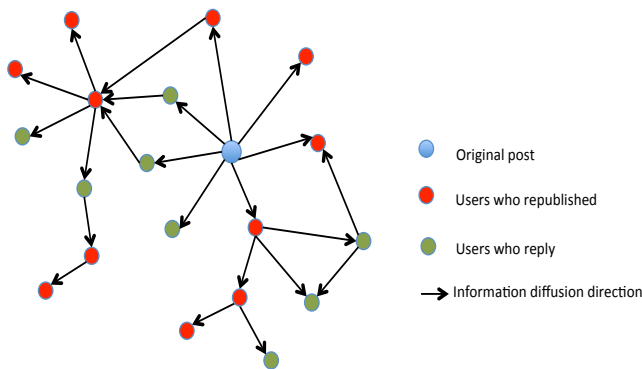 Original post
Users who republished
Users who reply
Information diffusion direction